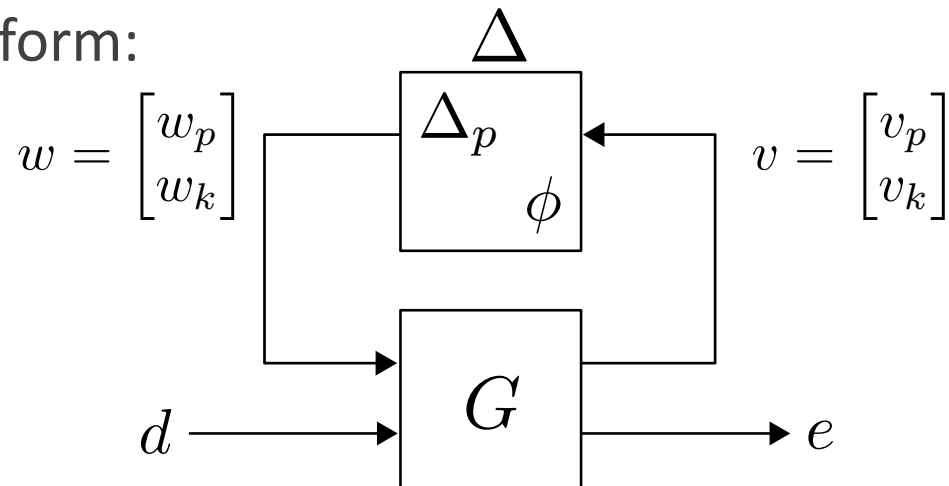 form:
Δ
w = [w_p w_k]
Δ_p
ϕ
v = [v_p v_k]
G
d
e